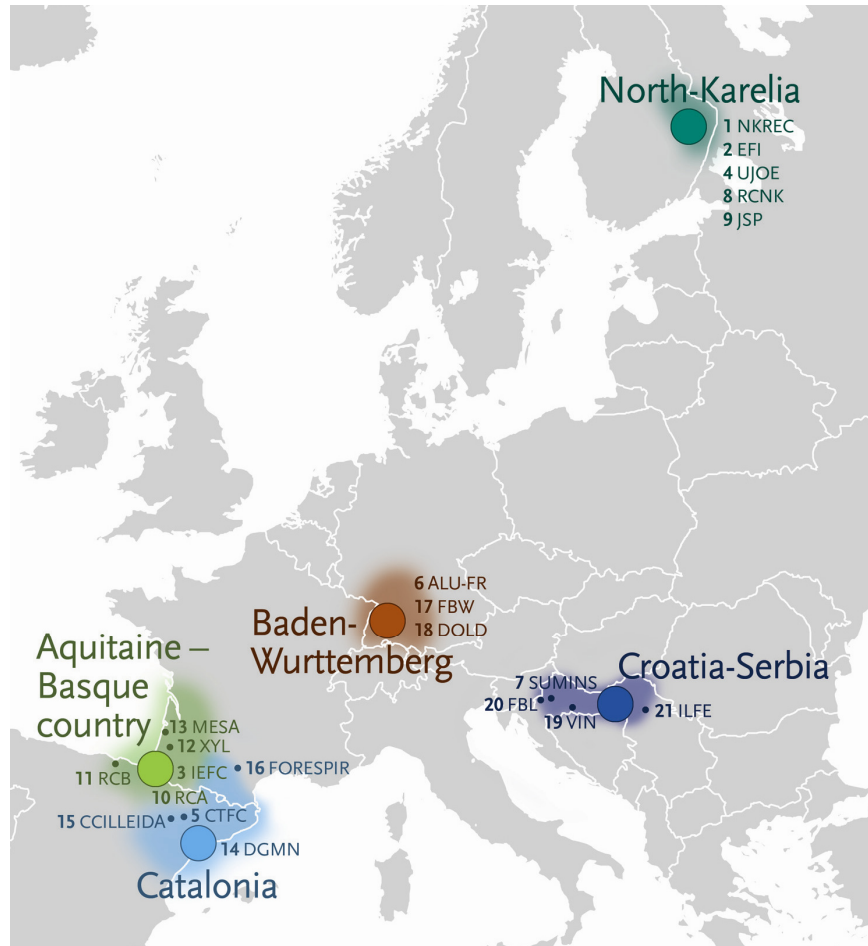 North-Karelia
1 NKREC
2 EFI
4 UJOE
8 RCNK
9 JSP
6 ALU-FR
17 FBW
18 DOLD
Baden-
Wurttemberg
Aquitaine –
Basque
country
13 MESA
12 XYL
3 IEFC
11 RCB
10 RCA
16 FORESPIR
15 CCILLEIDA
5 CTFC
14 DGMN
Catalonia
Croatia-Serbia
7 SUMINS
20 FBL
19 VIN
21 ILFE